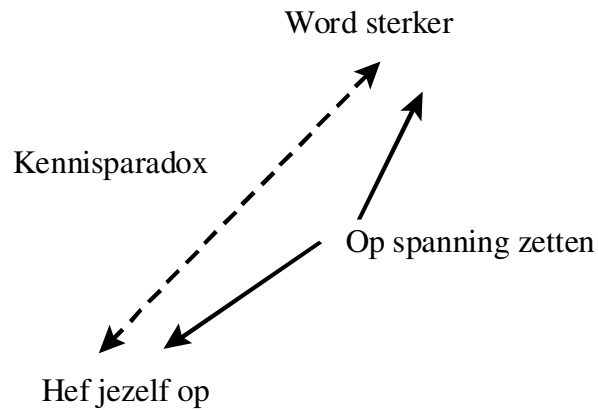 Word sterker
Kennisparadox
Op spanning zetten
Hef jezelf op